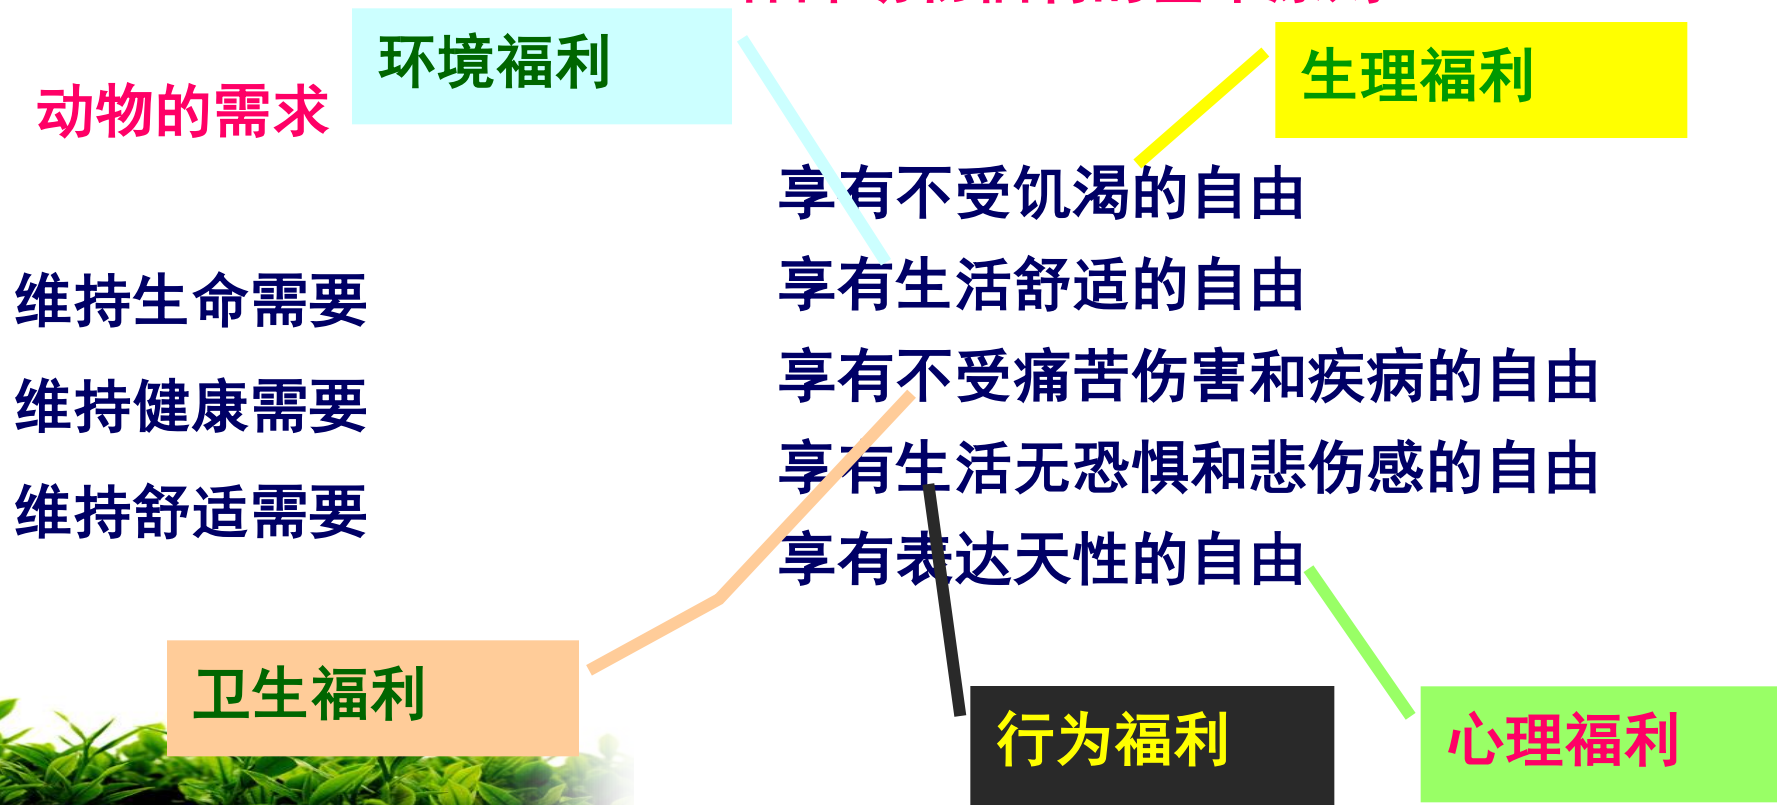 环境福利
生理福利
动物的需求
享有不受饥渴的自由
享有生活舒适的自由
享有不受痛苦伤害和疾病的自由
享有生活无恐惧和悲伤感的自由
享有表达天性的自由
维持生命需要
维持健康需要
维持舒适需要
卫生福利
行为福利
心理福利